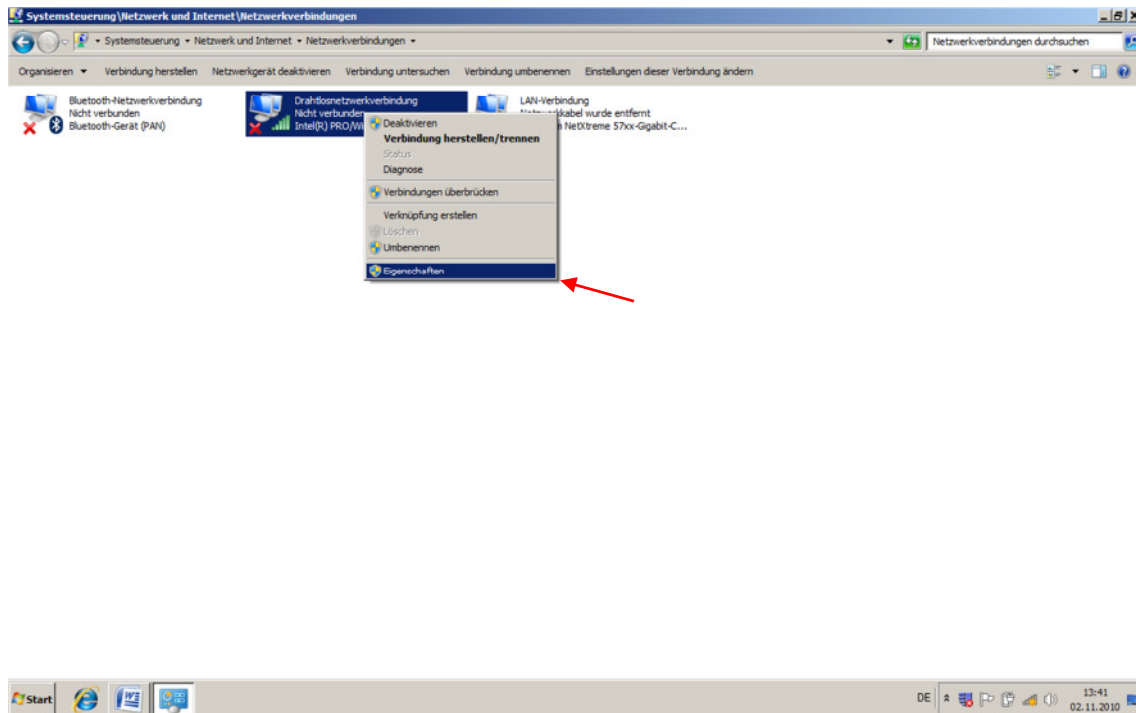 Systemsteuerung\Netzwerk und Internet\Netzwerkverbindungen
Systemsteuerung Netzwerk und Internet Netzwerkverbindungen
Netzwerkverbindungen durchsuchen
Organisieren Verbindung herstellen Netzwerkgerät deaktivieren Verbindung untersuchen Verbindung umbenennen Einstellungen dieser Verbindung ändern
Bluetooth-Netzwerkverbindung
Nicht verbunden
Bluetooth-Gerät (PAN)
Drahtlosnetzwerkverbindung
Nicht verbunden
Intel(R)
LAN-Verbindung
wurde entfernt
NetXtreme 57xx-Gigabit-C...
Deaktivieren
Verbindung herstellen/trennen
Status
Diagnose
Verbindungen überbrücken
Verknüpfung erstellen
Löschen
Umbenennen
Eigenschaften
Start
DE
13:41
02.11.2010